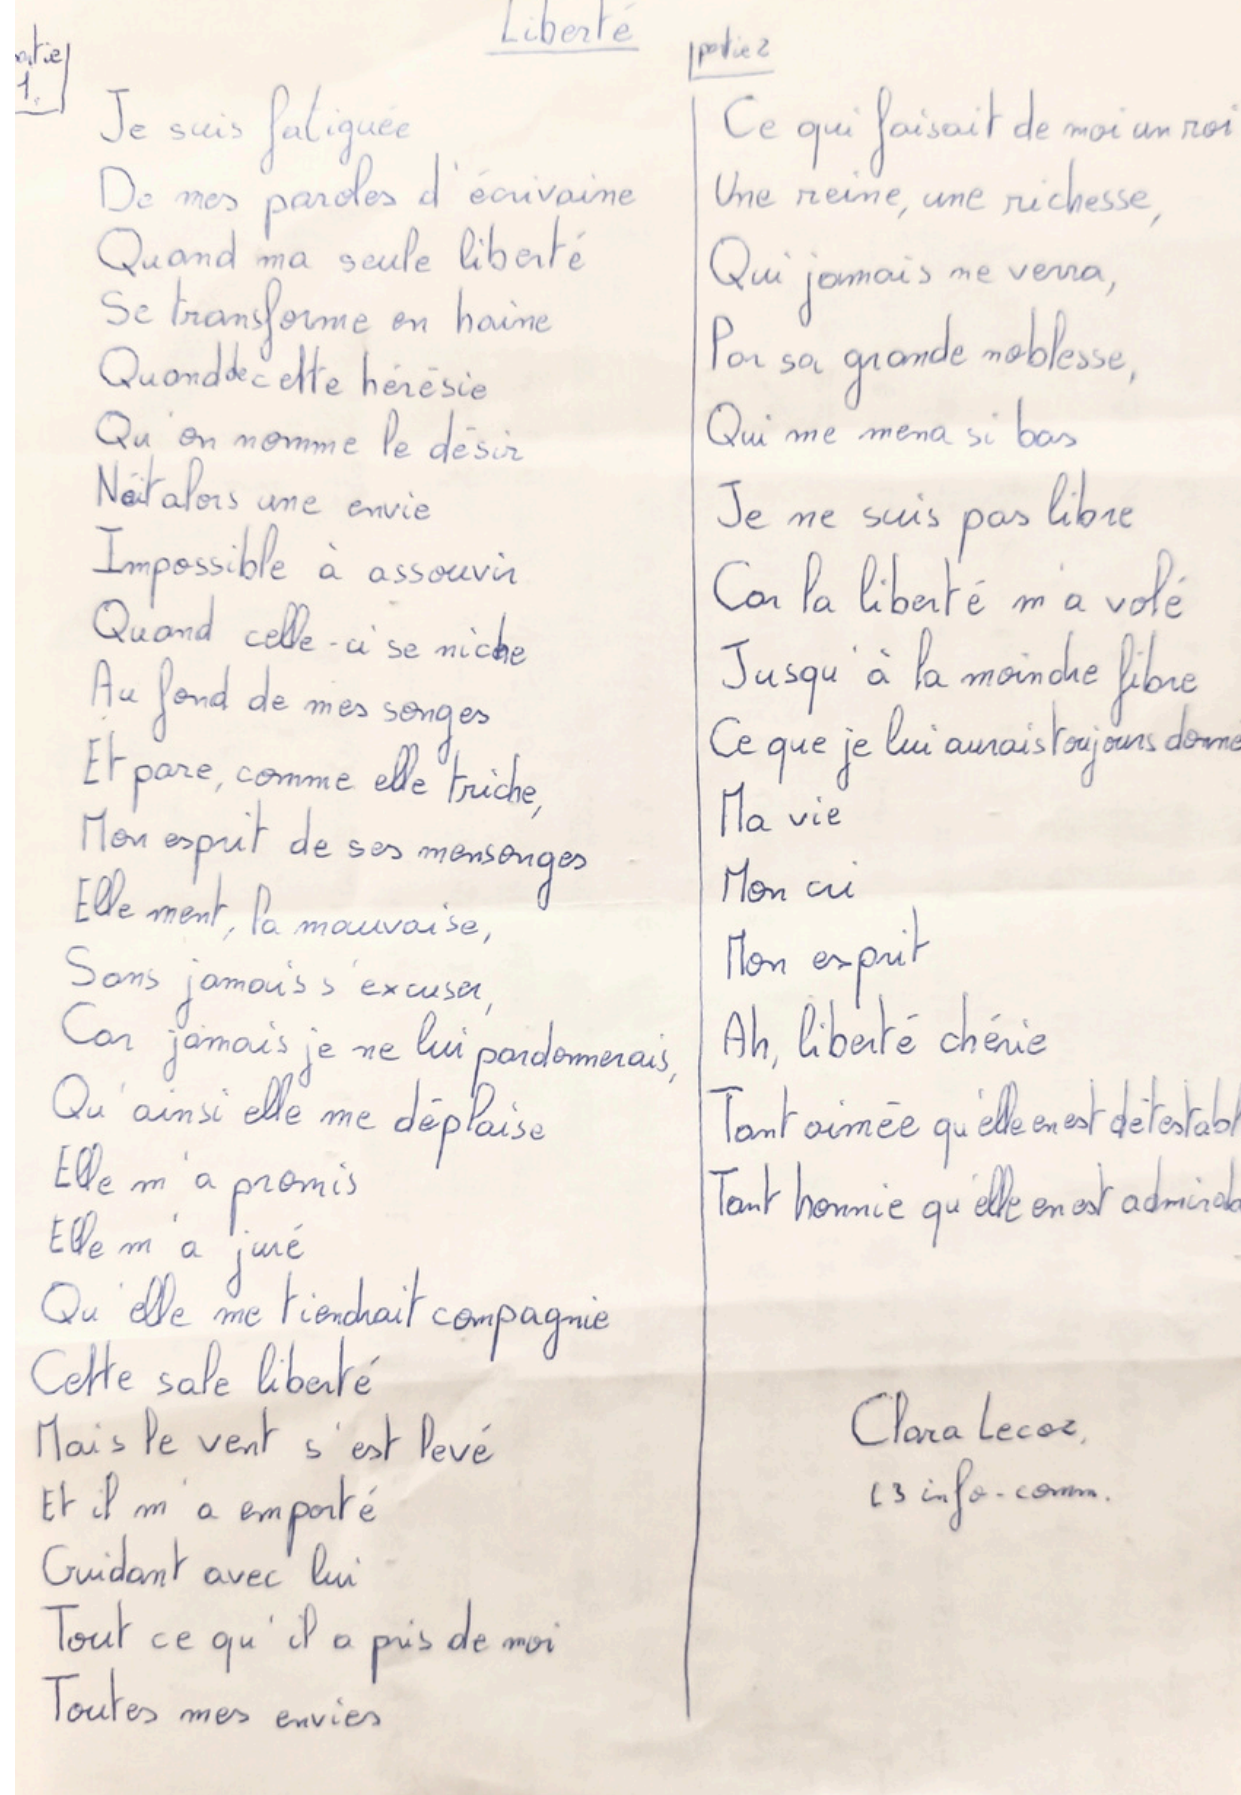 Liberté
partie
1.
Je suis fatiguée
De mes paroles d'écrivaine
Quand ma seule liberté
Se transforme en haine
Quand de cette hérésie
Qu'on nomme le désir
Naît alors une envie
Impossible à assouvir
Quand celle-ci se niche
Au fond de mes songes
Et pare, comme elle triche,
Mon esprit de ses mensonges
Elle ment, la mauvaise,
Sans jamais s'excuser,
Car jamais je ne lui pardonnerais,
Qu'ainsi elle me déplaise
Elle m'a promis
Elle m'a juré
Qu'elle me tiendrait compagnie
Cette sale liberté
Mais le vent s'est levé
Et il m'a emporté
Guidant avec lui
Tout ce qu'il a pris de moi
Toutes mes envies
partie 2
Ce qui faisait de moi un roi
Une reine, une richesse,
Qui jamais ne verra,
Par sa grande noblesse,
Qui me mena si bas
Je ne suis pas libre
Car la liberté m'a volé
Jusqu'à la moindre fibre
Ce que je lui aurais toujours donné
Ma vie
Mon cri
Mon esprit
Ah, liberté chérie
Tant aimée qu'elle en est détestabl
Tant honnie qu'elle en est admirab
Clara Lecoz,
L3 info-comm.